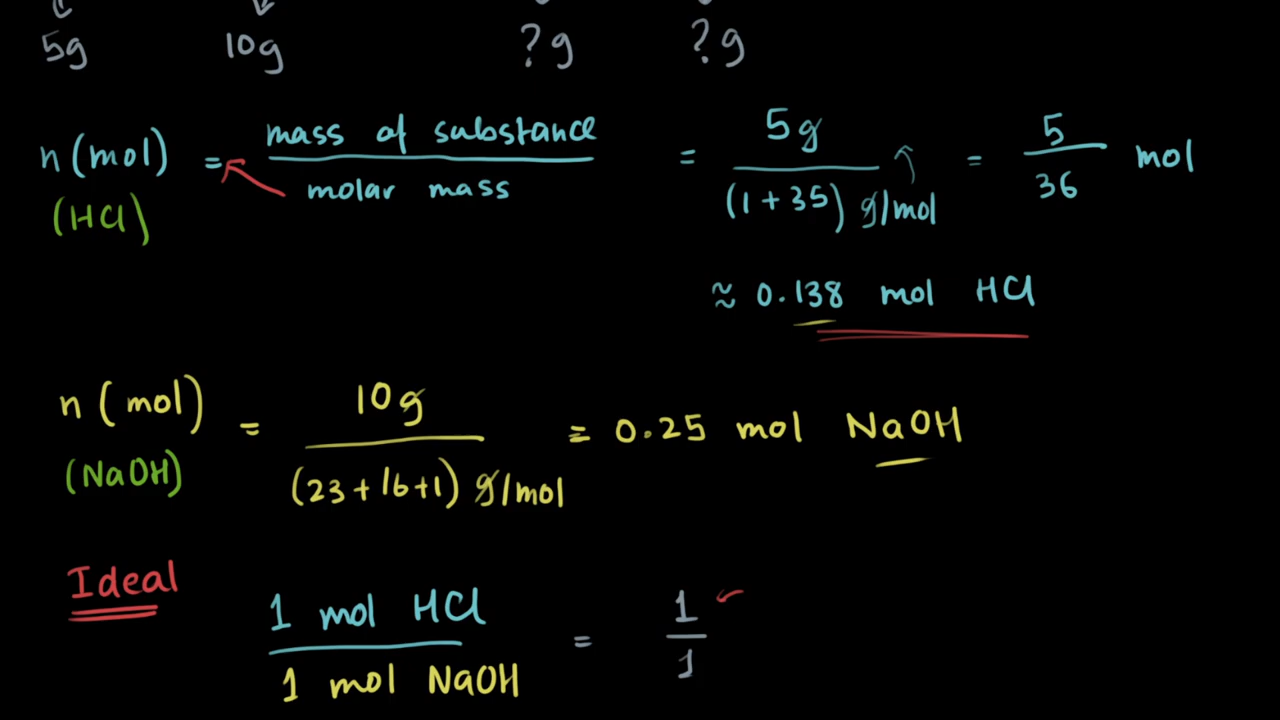 5g 10g ?g ?g
n (mol) = mass of substance / molar mass = 5g / (1 + 35) g/mol = 5 / 36 mol
(HCl)
≈ 0.138 mol HCl
n (mol) = 10g / (23 + 16 + 1) g/mol = 0.25 mol NaOH
(NaOH)
Ideal
1 mol HCl / 1 mol NaOH = 1 / 1